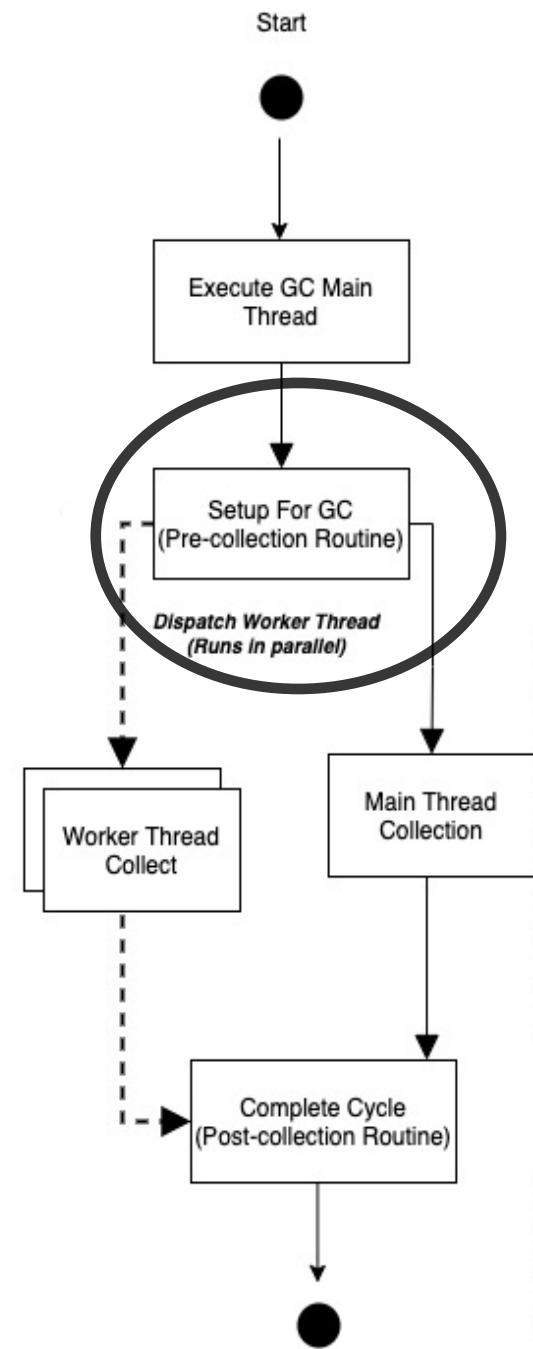 Start
Execute GC Main
Thread
Setup For GC
(Pre-collection Routine)
Dispatch Worker Thread
(Runs in parallel)
Worker Thread
Collect
Main Thread
Collection
Complete Cycle
(Post-collection Routine)